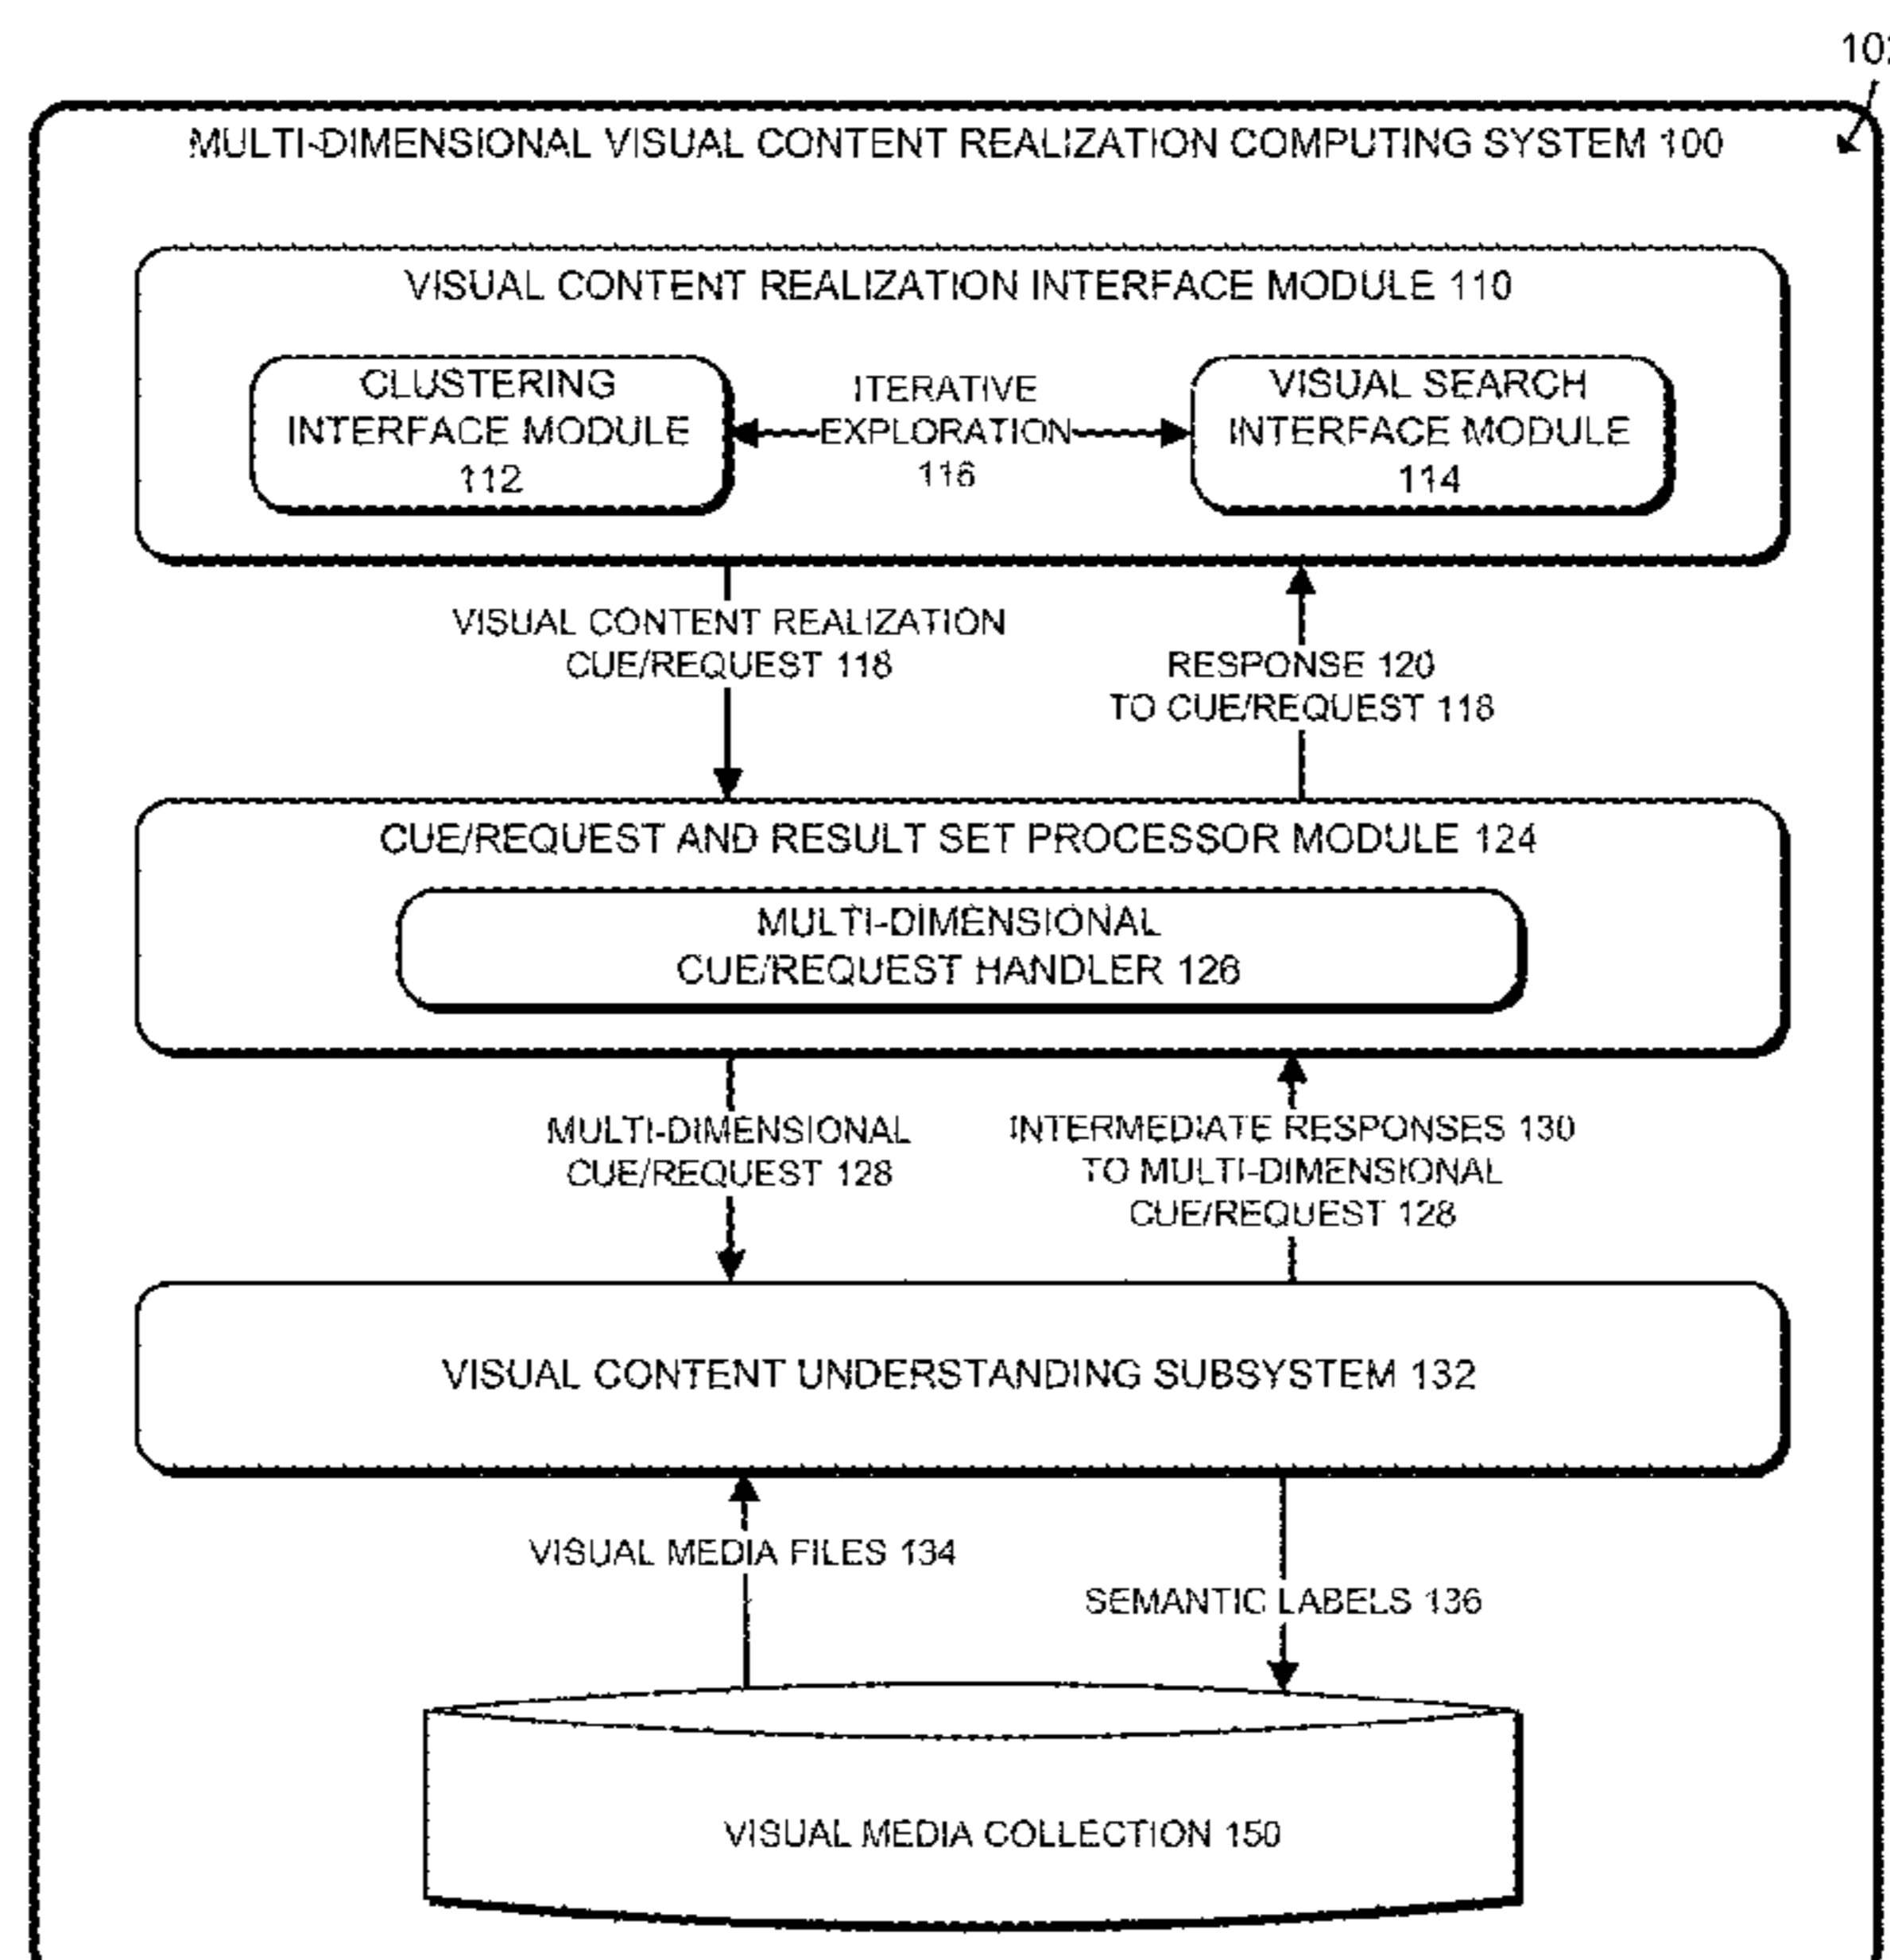 MULTI-DIMENSIONAL VISUAL CONTENT REALIZATION COMPUTING SYSTEM 100
VISUAL CONTENT REALIZATION INTERFACE MODULE 110
CLUSTERING
INTERFACE MODULE
112
ITERATIVE
EXPLORATION
116
VISUAL SEARCH
INTERFACE MODULE
114
VISUAL CONTENT REALIZATION
CUE/REQUEST 118
RESPONSE 120
TO CUE/REQUEST 118
CUE/REQUEST AND RESULT SET PROCESSOR MODULE 124
MULTI-DIMENSIONAL
CUE/REQUEST HANDLER 126
MULTI-DIMENSIONAL
CUE/REQUEST 128
INTERMEDIATE RESPONSES 130
TO MULTI-DIMENSIONAL
CUE/REQUEST 128
VISUAL CONTENT UNDERSTANDING SUBSYSTEM 132
VISUAL MEDIA FILES 134
SEMANTIC LABELS 136
VISUAL MEDIA COLLECTION 150